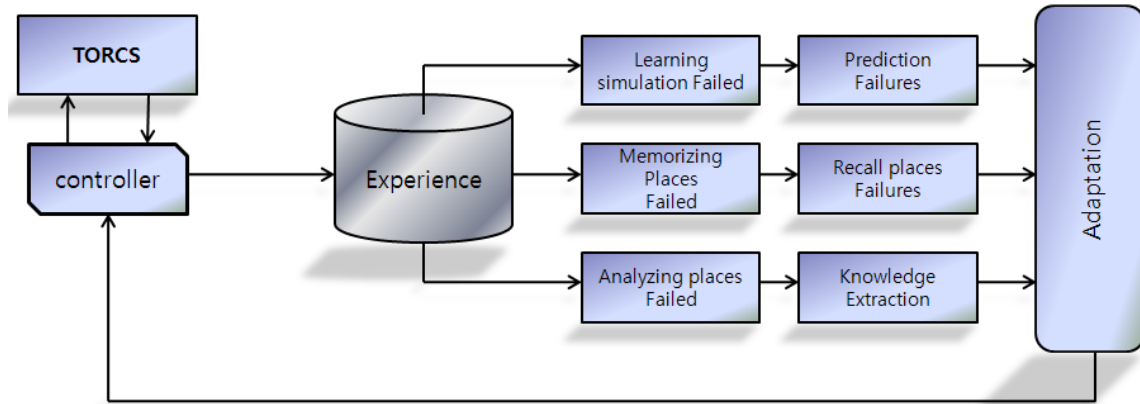 TORCS
controller
Experience
Learning
simulation Failed
Prediction
Failures
Memorizing
Places
Failed
Recall places
Failures
Analyzing places
Failed
Knowledge
Extraction
Adaptation